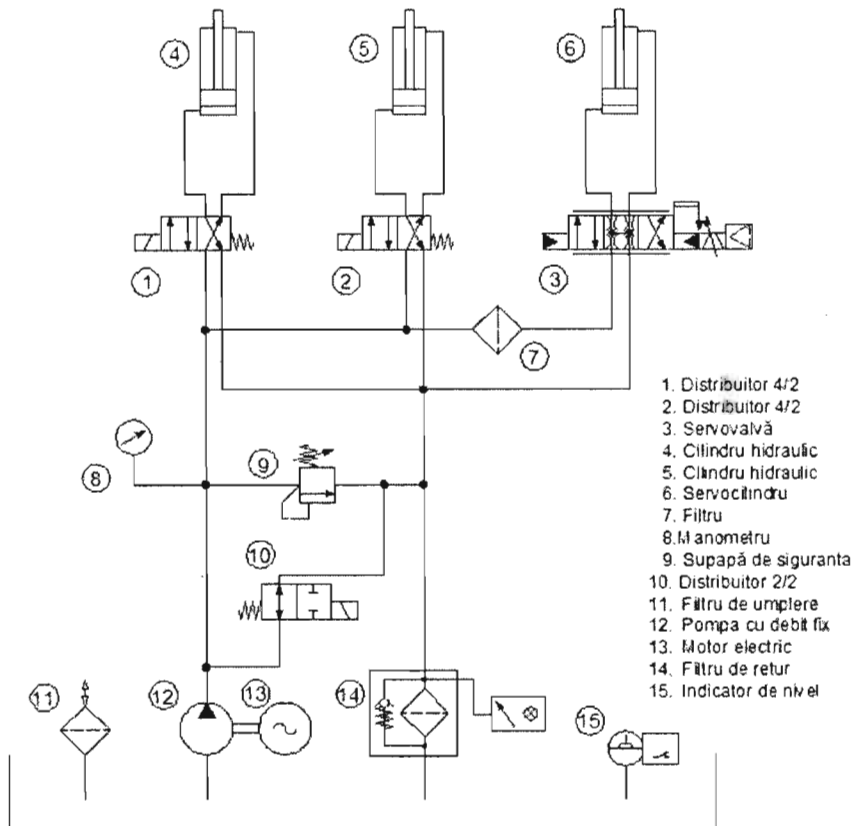 4
5
6
1
2
3
7
8
9
10
11
12
13
14
15
1. Distribuitor 4/2
2. Distribuitor 4/2
3. Servovalvă
4. Cilindru hidraulic
5. Cilindru hidraulic
6. Servocilindru
7. Filtru
8.Manometru
9. Supapă de siguranta
10. Distribuitor 2/2
11. Filtru de umplere
12. Pompa cu debit fix
13. Motor electric
14. Filtru de retur
15. Indicator de nivel